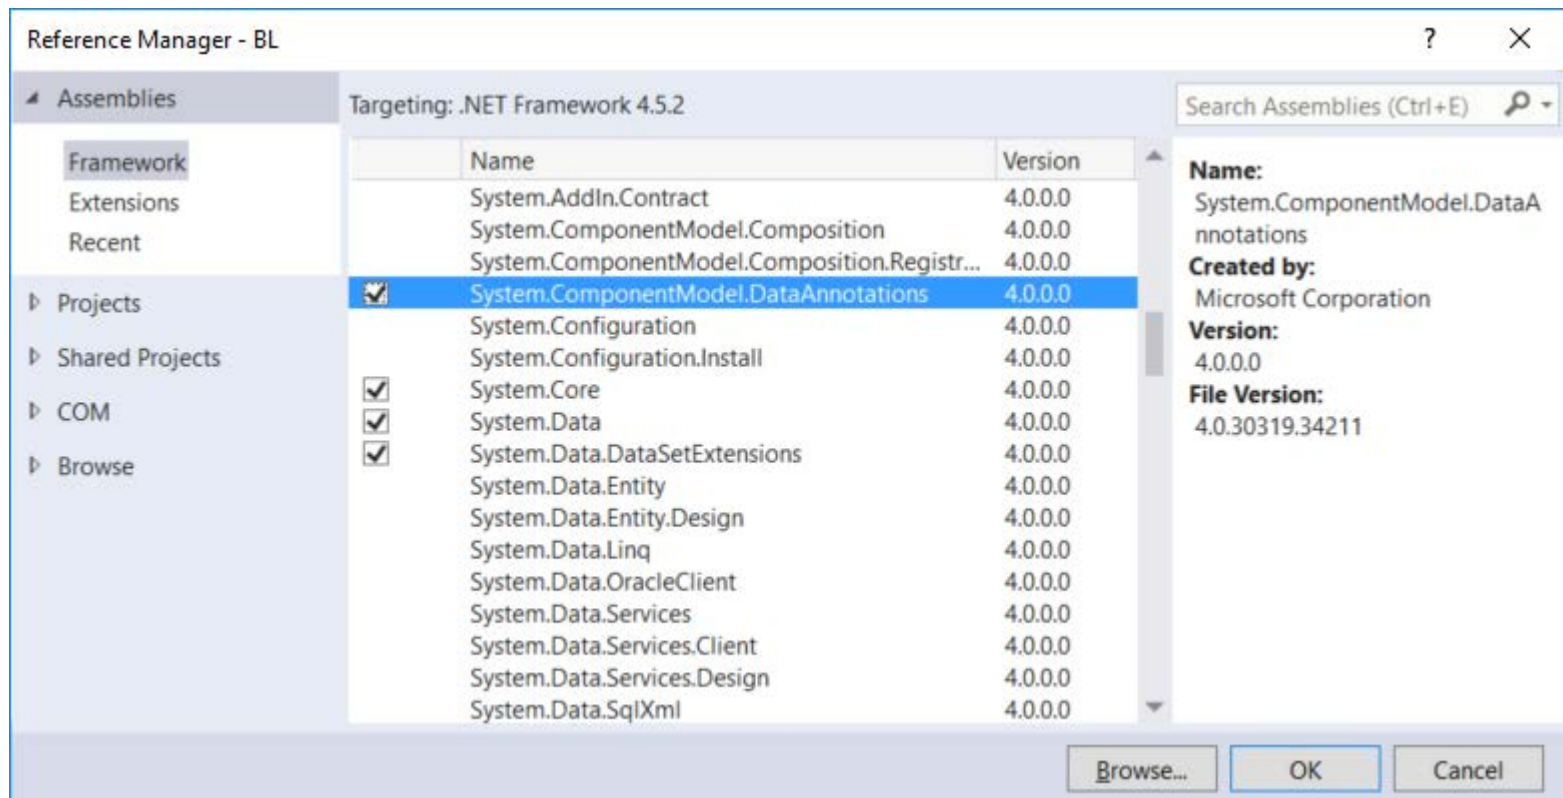 Reference Manager - BL
?
Assemblies
Framework
Extensions
Recent
Projects
Shared Projects
COM
Browse
Targeting: .NET Framework 4.5.2
Name Version
System.AddIn.Contract 4.0.0.0
System.ComponentModel.Composition 4.0.0.0
System.ComponentModel.Composition.Registr... 4.0.0.0
System.ComponentModel.DataAnnotations 4.0.0.0
System.Configuration 4.0.0.0
System.Configuration.Install 4.0.0.0
System.Core 4.0.0.0
System.Data 4.0.0.0
System.Data.DataSetExtensions 4.0.0.0
System.Data.Entity 4.0.0.0
System.Data.Entity.Design 4.0.0.0
System.Data.Linq 4.0.0.0
System.Data.OracleClient 4.0.0.0
System.Data.Services 4.0.0.0
System.Data.Services.Client 4.0.0.0
System.Data.Services.Design 4.0.0.0
System.Data.SqlXml 4.0.0.0
Search Assemblies (Ctrl+E)
Name:
System.ComponentModel.DataA
nnotations
Created by:
Microsoft Corporation
Version:
4.0.0.0
File Version:
4.0.30319.34211
Browse... OK Cancel